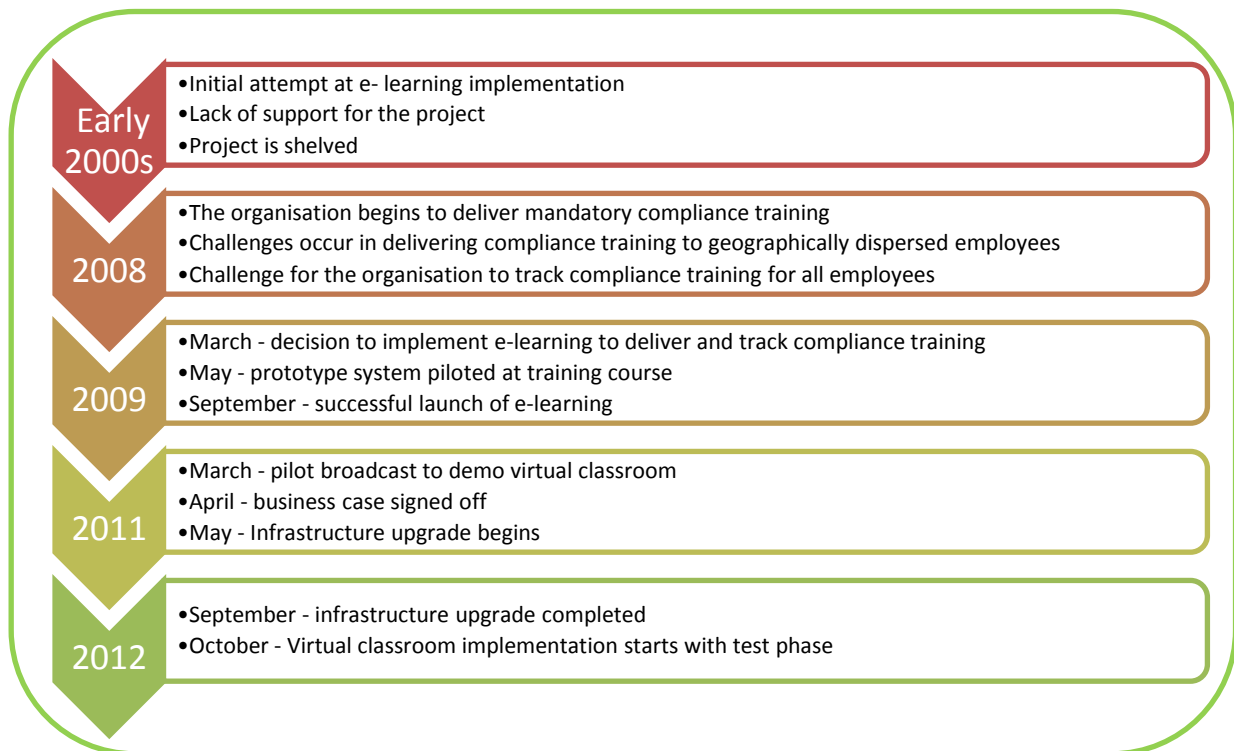 Early
2000s
•Initial attempt at e- learning implementation
•Lack of support for the project
•Project is shelved
2008
•The organisation begins to deliver mandatory compliance training
•Challenges occur in delivering compliance training to geographically dispersed employees
•Challenge for the organisation to track compliance training for all employees
2009
•March - decision to implement e-learning to deliver and track compliance training
•May - prototype system piloted at training course
•September - successful launch of e-learning
2011
•March - pilot broadcast to demo virtual classroom
•April - business case signed off
•May - Infrastructure upgrade begins
2012
•September - infrastructure upgrade completed
•October - Virtual classroom implementation starts with test phase